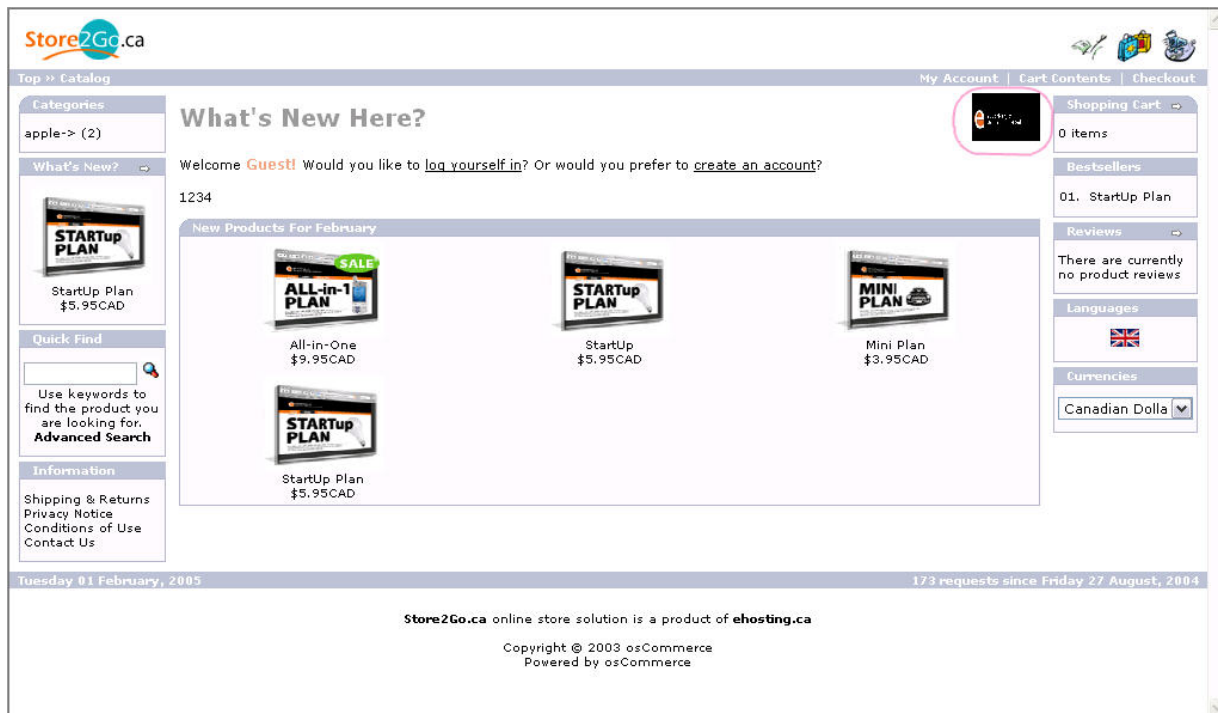 Store2Go.ca
Top » Catalog
My Account | Cart Contents | Checkout
Categories
apple-> (2)
What's New?
STARTup
PLAN
StartUp Plan
$5.95CAD
Quick Find
Use keywords to
find the product you
are looking for.
Advanced Search
Information
Shipping & Returns
Privacy Notice
Conditions of Use
Contact Us
What's New Here?
Welcome Guest! Would you like to log yourself in? Or would you prefer to create an account?
1234
New Products For February
SALE
ALL-in-1
PLAN
All-in-One
$9.95CAD
STARTup
PLAN
StartUp
$5.95CAD
MINI
PLAN
Mini Plan
$3.95CAD
STARTup
PLAN
StartUp Plan
$5.95CAD
Shopping Cart
0 items
Bestsellers
01. StartUp Plan
Reviews
There are currently
no product reviews
Languages
Currencies
Canadian Dolla
Tuesday 01 February, 2005
173 requests since Friday 27 August, 2004
Store2Go.ca online store solution is a product of ehosting.ca
Copyright © 2003 osCommerce
Powered by osCommerce